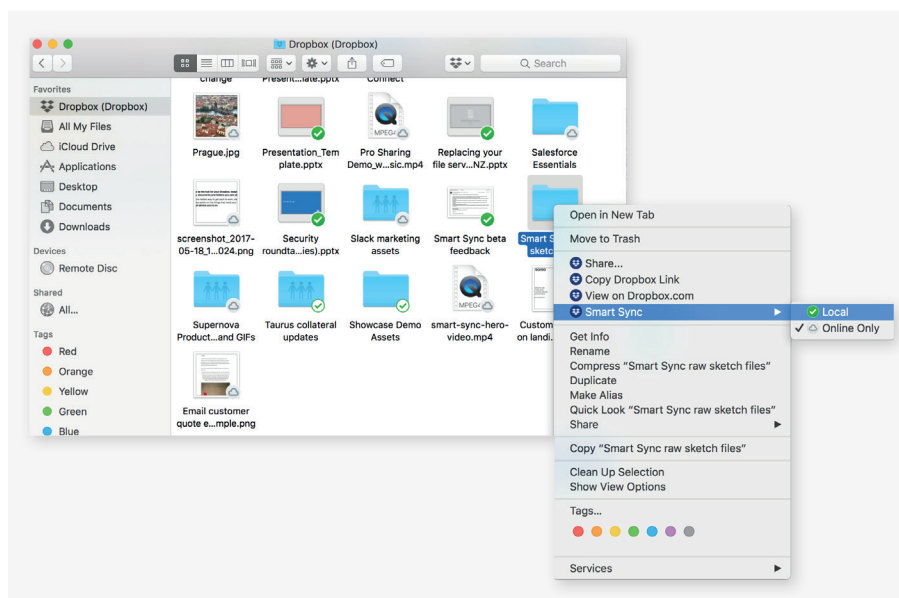 Dropbox (Dropbox)
Search
Favorites
Dropbox (Dropbox)
All My Files
iCloud Drive
Applications
Desktop
Documents
Downloads
Devices
Remote Disc
Shared
All...
Tags
Red
Orange
Yellow
Green
Blue
change
Present...late.pptx
Connect
Prague.jpg
Presentation_Tem
plate.pptx
MPEG4
Pro Sharing
Demo_w...sic.mp4
Replacing your
file serv...NZ.pptx
Salesforce
Essentials
screenshot_2017-
05-18_1...024.png
Security
roundta...ies).pptx
Slack marketing
assets
Smart Sync beta
feedback
Smart S
sketc
Supernova
Product...and GIFs
Taurus collateral
updates
Showcase Demo
Assets
MPEG4
smart-sync-hero-
video.mp4
Custom
on landi.
Email customer
quote e...mple.png
Open in New Tab
Move to Trash
Share...
Copy Dropbox Link
View on Dropbox.com
Smart Sync
Get Info
Rename
Compress “Smart Sync raw sketch files”
Duplicate
Make Alias
Quick Look “Smart Sync raw sketch files”
Share
Copy “Smart Sync raw sketch files”
Clean Up Selection
Show View Options
Tags...
Services
Local
Online Only